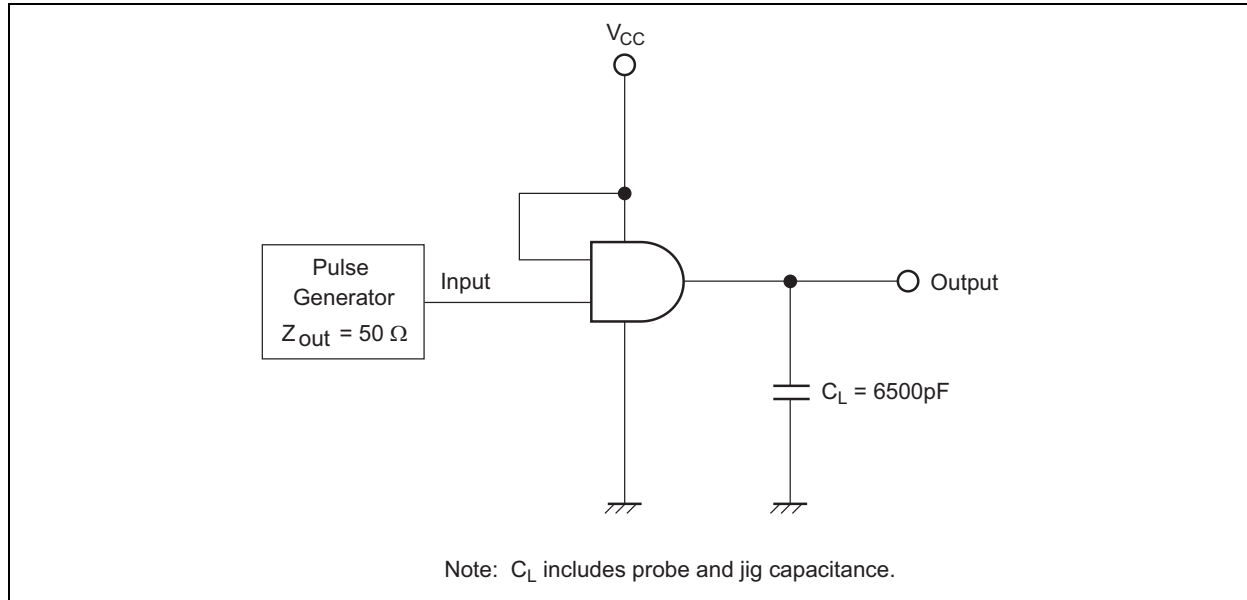 VCC
Pulse
Generator
Zout = 50 Ω
Input
Output
CL = 6500pF
Note: CL includes probe and jig capacitance.